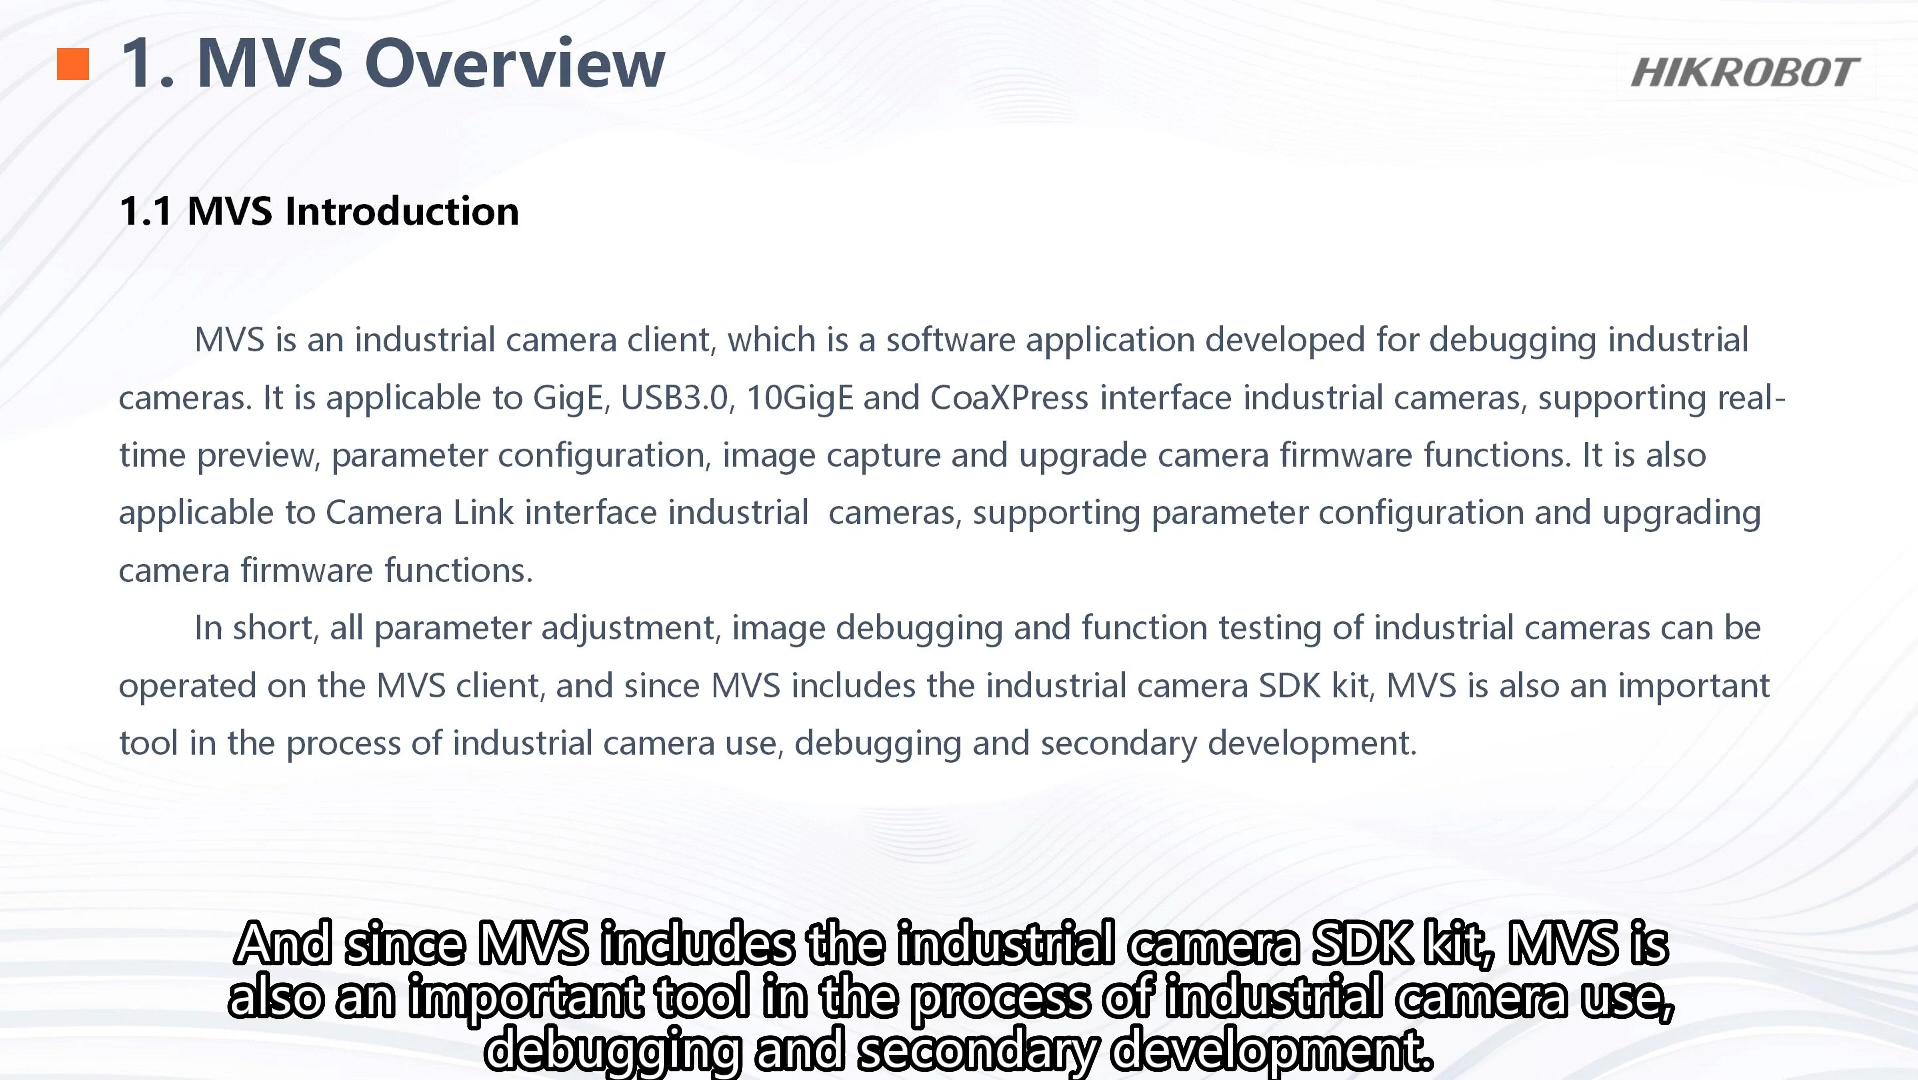 1. MVS Overview
HIKROBOT
1.1 MVS Introduction
MVS is an industrial camera client, which is a software application developed for debugging industrial
cameras. It is applicable to GigE, USB3.0, 10GigE and CoaXPress interface industrial cameras, supporting real-
time preview, parameter configuration, image capture and upgrade camera firmware functions. It is also
applicable to Camera Link interface industrial  cameras, supporting parameter configuration and upgrading
camera firmware functions.
In short, all parameter adjustment, image debugging and function testing of industrial cameras can be
operated on the MVS client, and since MVS includes the industrial camera SDK kit, MVS is also an important
tool in the process of industrial camera use, debugging and secondary development.
And since MVS includes the industrial camera SDK kit, MVS is
also an important tool in the process of industrial camera use,
debugging and secondary development.